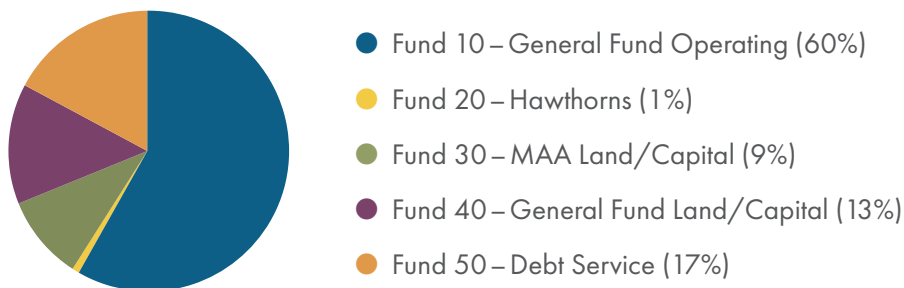 Fund 10 – General Fund Operating (60%)
Fund 20 – Hawthorns (1%)
Fund 30 – MAA Land/Capital (9%)
Fund 40 – General Fund Land/Capital (13%)
Fund 50 – Debt Service (17%)